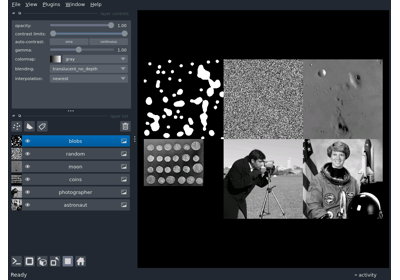 File View Plugins Window Help
opacity: 1.00
contrast limits:
auto-contrast: once continuous
gamma: 1.00
colormap: gray
blending: translucent_no_depth
interpolation: nearest
blobs
random
moon
coins
photographer
astronaut
Ready activity